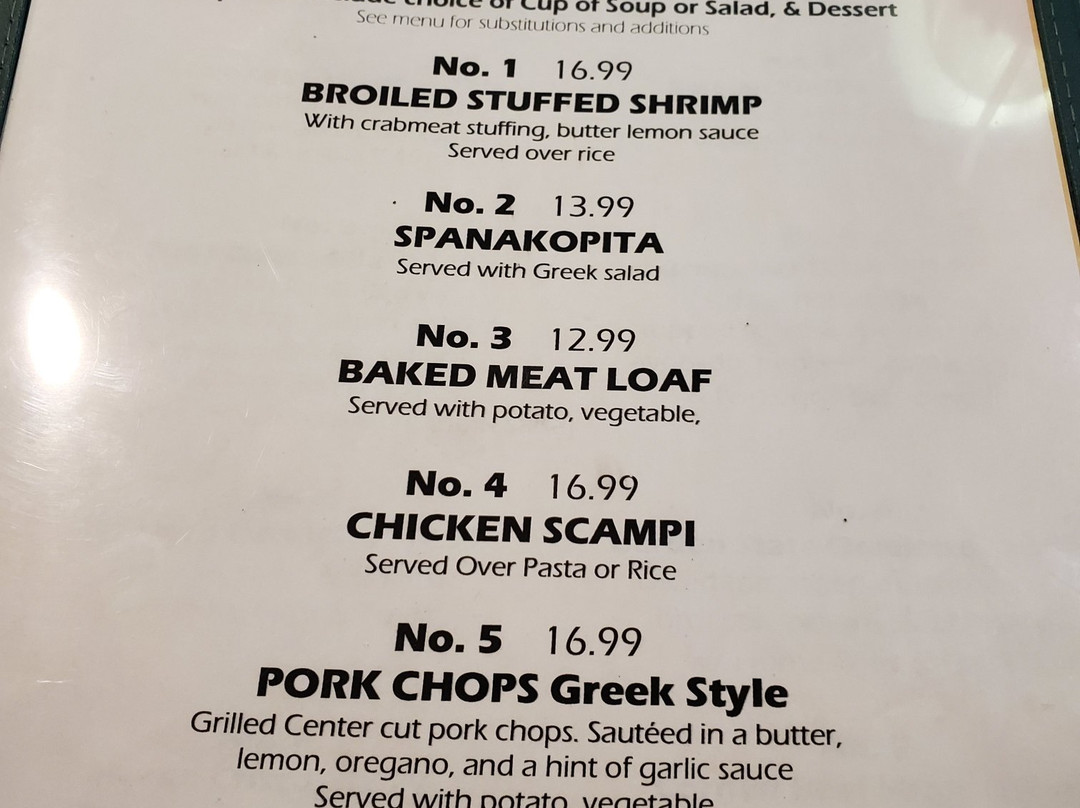 choice of Cup of Soup or Salad, & Dessert
See menu for substitutions and additions
No. 1 16.99
BROILED STUFFED SHRIMP
With crabmeat stuffing, butter lemon sauce
Served over rice
No. 2 13.99
SPANAKOPITA
Served with Greek salad
No. 3 12.99
BAKED MEAT LOAF
Served with potato, vegetable,
No. 4 16.99
CHICKEN SCAMPI
Served Over Pasta or Rice
No. 5 16.99
PORK CHOPS Greek Style
Grilled Center cut pork chops. Sautéed in a butter,
lemon, oregano, and a hint of garlic sauce
Served with potato, vegetable